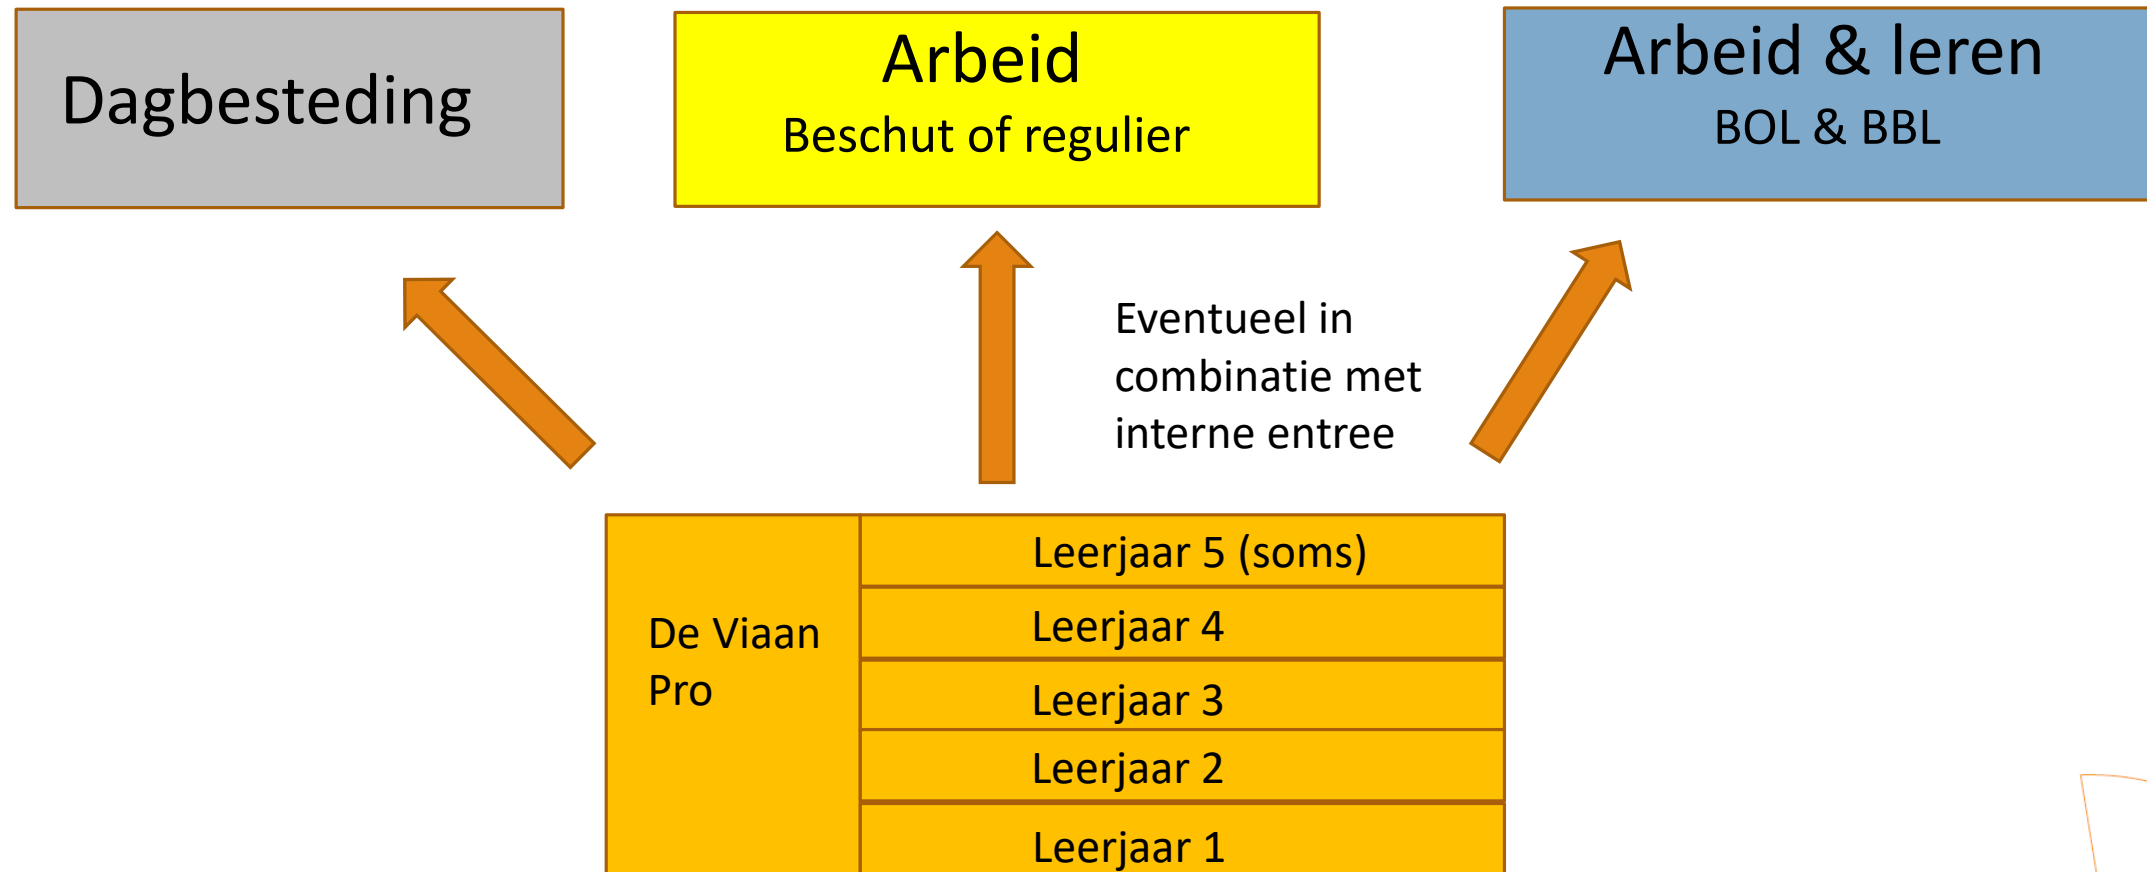 Dagbesteding
Arbeid
Beschut of regulier
Arbeid & leren
BOL & BBL
Eventueel in
combinatie met
interne entree
De Viaan
Pro
Leerjaar 5 (soms)
Leerjaar 4
Leerjaar 3
Leerjaar 2
Leerjaar 1